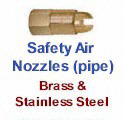 Safety Air
Nozzles (pipe)
Brass &
Stainless Steel